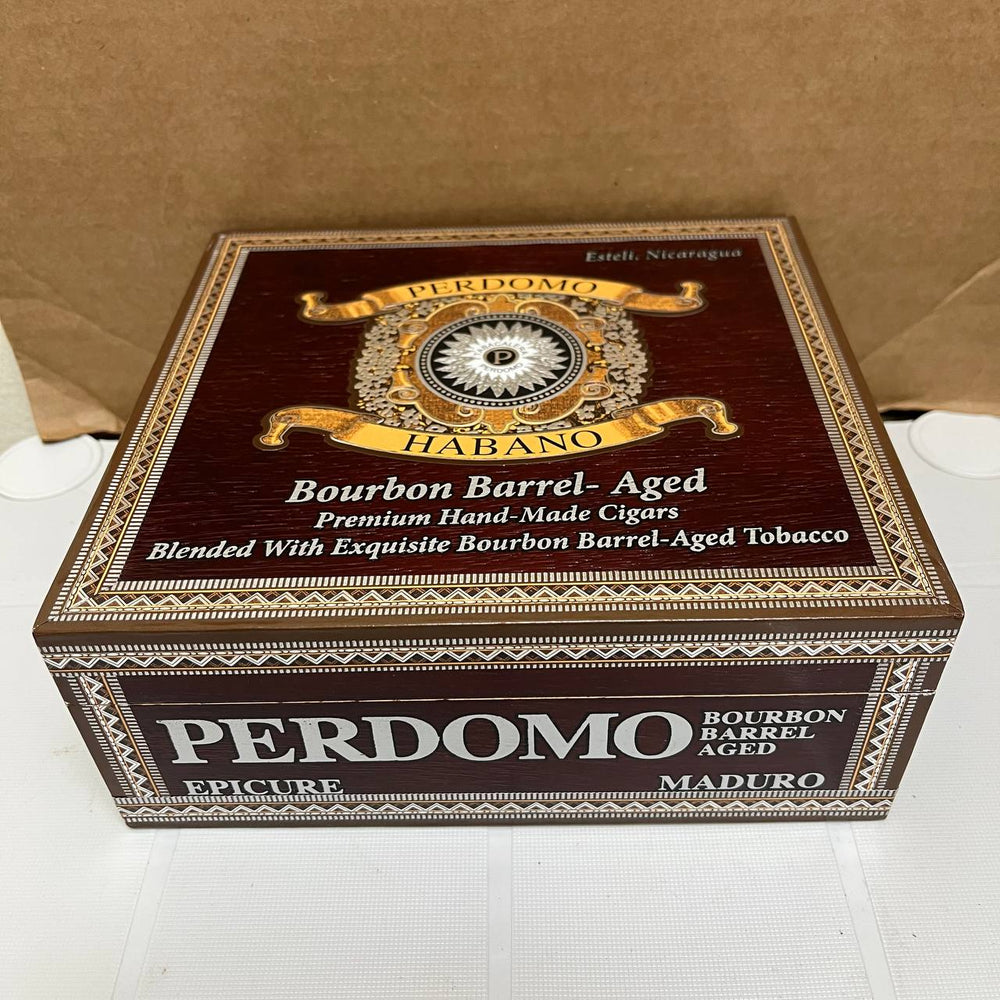 Esteli, Nicaragua
PERDOMO
P
HABANO
Bourbon Barrel- Aged
Premium Hand-Made Cigars
Blended With Exquisite Bourbon Barrel-Aged Tobacco
PERDOMO
BOURBON
BARREL
AGED
EPICURE
MADURO